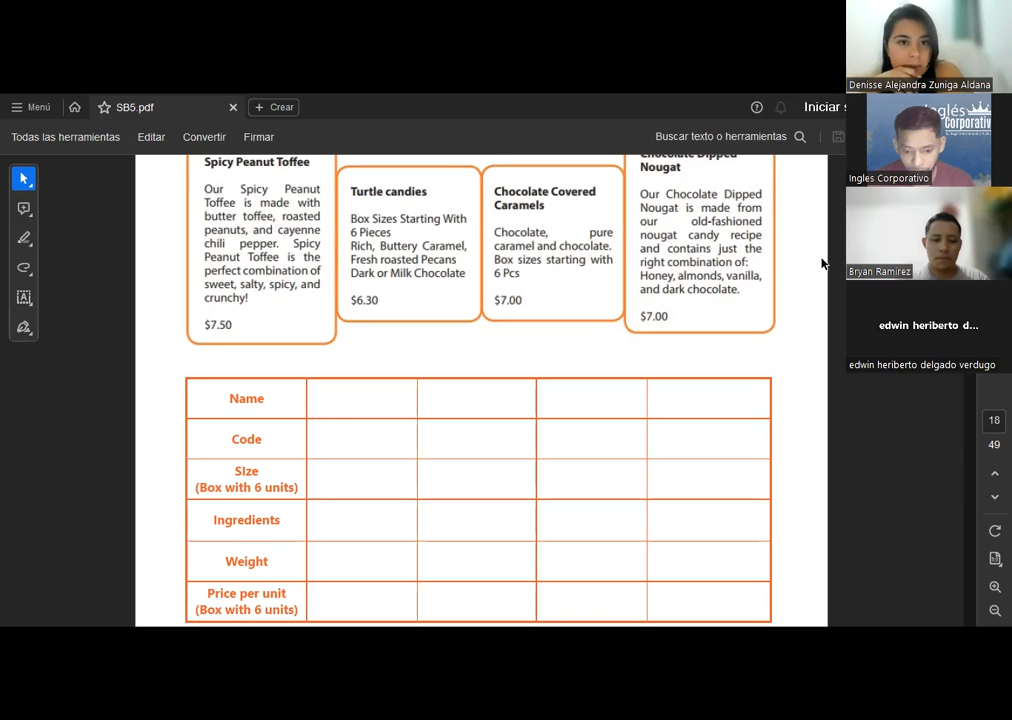 Menú
SB5.pdf
Crear
Iniciar s
Todas las herramientas
Editar
Convertir
Firmar
Buscar texto o herramientas
Spicy Peanut Toffee
Our Spicy Peanut
Toffee is made with
butter toffee, roasted
peanuts, and cayenne
chili pepper. Spicy
Peanut Toffee is the
perfect combination of
sweet, salty, spicy, and
crunchy!
$7.50
Turtle candies
Box Sizes Starting With
6 Pieces
Rich, Buttery Caramel,
Fresh roasted Pecans
Dark or Milk Chocolate
$6.30
Chocolate Covered
Caramels
Chocolate, pure
caramel and chocolate.
Box sizes starting with
6 Pcs
$7.00
Chocolate Dipped
Nougat
Our Chocolate Dipped
Nougat is made from
our old-fashioned
nougat candy recipe
and contains just the
right combination of:
Honey, almonds, vanilla,
and dark chocolate.
$7.00
Name
Code
SIze
(Box with 6 units)
Ingredients
Weight
Price per unit
(Box with 6 units)
18
49
Denisse Alejandra Zuniga Aldana
Inglés
Corporativo
Ingles Corporativo
Bryan Ramirez
edwin heriberto d...
edwin heriberto delgado verdugo